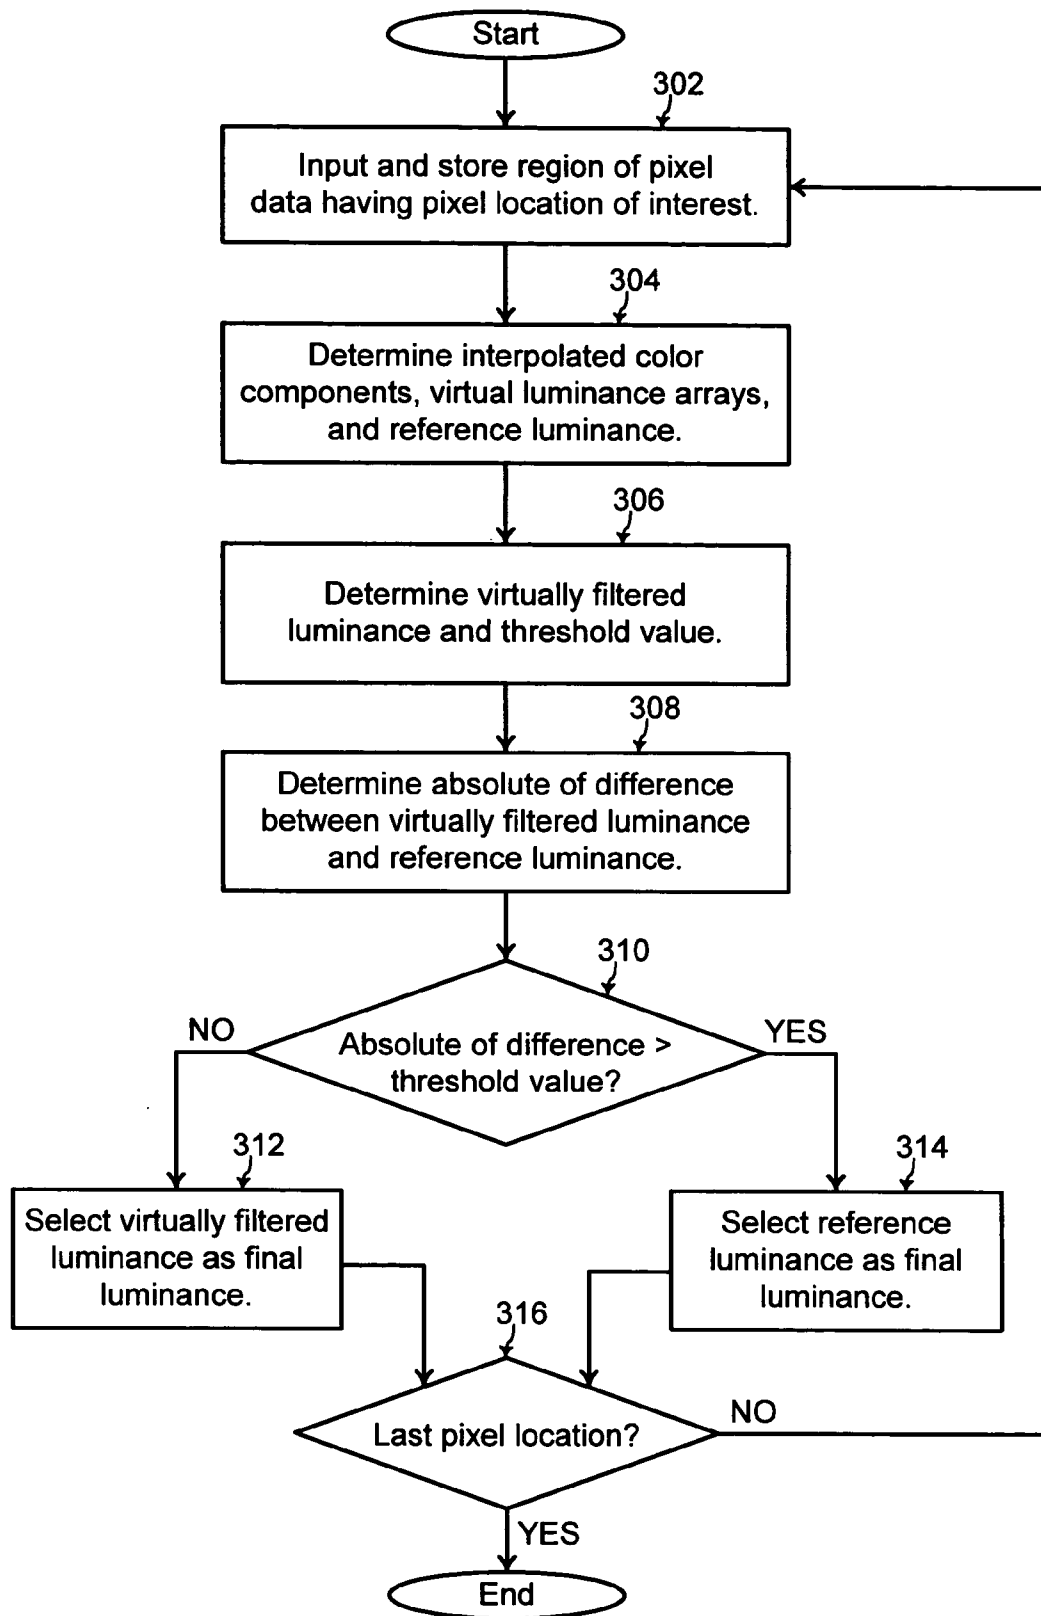 Start
302
Input and store region of pixel
data having pixel location of interest.
304
Determine interpolated color
components, virtual luminance arrays,
and reference luminance.
306
Determine virtually filtered
luminance and threshold value.
308
Determine absolute of difference
between virtually filtered luminance
and reference luminance.
310
NO
YES
Absolute of difference >
threshold value?
312
Select virtually filtered
luminance as final
luminance.
314
Select reference
luminance as final
luminance.
316
Last pixel location?
NO
YES
End